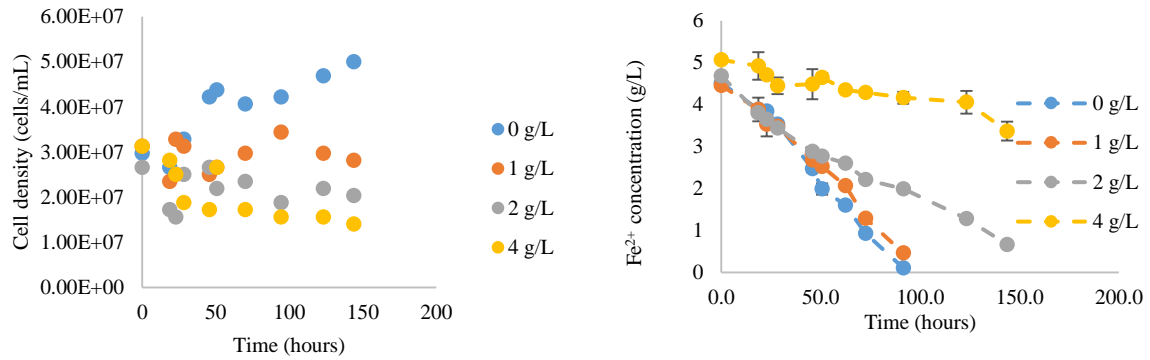 6.00E+07
5.00E+07
4.00E+07
3.00E+07
2.00E+07
1.00E+07
0.00E+00
Cell density (cells/mL)
0 50 100 150 200
Time (hours)
0 g/L
1 g/L
2 g/L
4 g/L
6
5
4
3
2
1
0
Fe²⁺ concentration (g/L)
0.0 50.0 100.0 150.0 200.0
Time (hours)
0 g/L
1 g/L
2 g/L
4 g/L